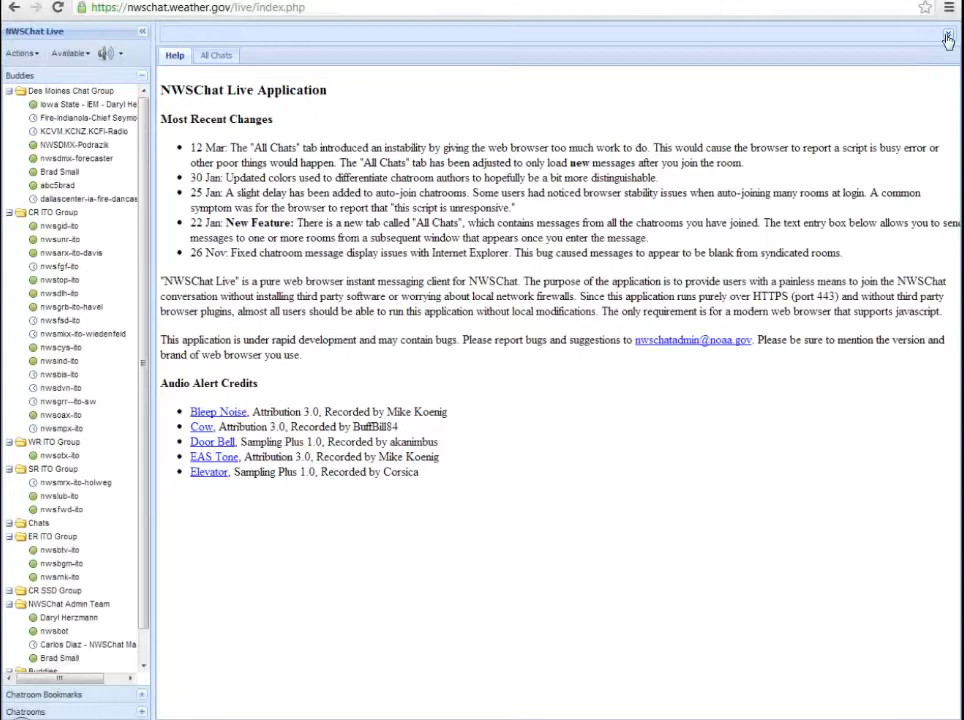 https://nwschat.weather.gov/live/index.php
NWSChat Live
Actions
Available
Buddies
Des Moines Chat Group
Iowa State - IEM - Daryl He
Fire-Indianola-Chief Seymo
KCVM.KCNZ.KCFI-Radio
NWSDMX-Podrazik
nwsdmx-forecaster
Brad Small
abc5brad
dallascenter-ia-fire-dancas
CR ITO Group
nwsgid-ito
nwsunr-ito
nwsarx-ito-davis
nwsfgf-ito
nwstop-ito
nwsdlh-ito
nwsgrb-ito-havel
nwsfsd-ito
nwsmkx-ito-wiedenfeld
nwscys-ito
nwsind-ito
nwsbis-ito
nwsdvn-ito
nwsgrr--ito-sw
nwsoax-ito
nwsmpx-ito
WR ITO Group
nwsotx-ito
SR ITO Group
nwsmrx-ito-holweg
nwslub-ito
nwsfwd-ito
Chats
ER ITO Group
nwsbtv-ito
nwsbgm-ito
nwsrnk-ito
CR SSD Group
NWSChat Admin Team
Daryl Herzmann
nwsbot
Carlos Diaz - NWSChat Ma
Brad Small
Buddies
Chatroom Bookmarks
Chatrooms
Help
All Chats
NWSChat Live Application
Most Recent Changes
12 Mar: The "All Chats" tab introduced an instability by giving the web browser too much work to do. This would cause the browser to report a script is busy error or
other poor things would happen. The "All Chats" tab has been adjusted to only load new messages after you join the room.
30 Jan: Updated colors used to differentiate chatroom authors to hopefully be a bit more distinguishable.
25 Jan: A slight delay has been added to auto-join chatrooms. Some users had noticed browser stability issues when auto-joining many rooms at login. A common
symptom was for the browser to report that "this script is unresponsive."
22 Jan: New Feature: There is a new tab called "All Chats", which contains messages from all the chatrooms you have joined. The text entry box below allows you to send
messages to one or more rooms from a subsequent window that appears once you enter the message.
26 Nov: Fixed chatroom message display issues with Internet Explorer. This bug caused messages to appear to be blank from syndicated rooms.
"NWSChat Live" is a pure web browser instant messaging client for NWSChat. The purpose of the application is to provide users with a painless means to join the NWSChat
conversation without installing third party software or worrying about local network firewalls. Since this application runs purely over HTTPS (port 443) and without third party
browser plugins, almost all users should be able to run this application without local modifications. The only requirement is for a modern web browser that supports javascript.
This application is under rapid development and may contain bugs. Please report bugs and suggestions to nwschatadmin@noaa.gov. Please be sure to mention the version and
brand of web browser you use.
Audio Alert Credits
Bleep Noise, Attribution 3.0, Recorded by Mike Koenig
Cow, Attribution 3.0, Recorded by BuffBill84
Door Bell, Sampling Plus 1.0, Recorded by akanimbus
EAS Tone, Attribution 3.0, Recorded by Mike Koenig
Elevator, Sampling Plus 1.0, Recorded by Corsica